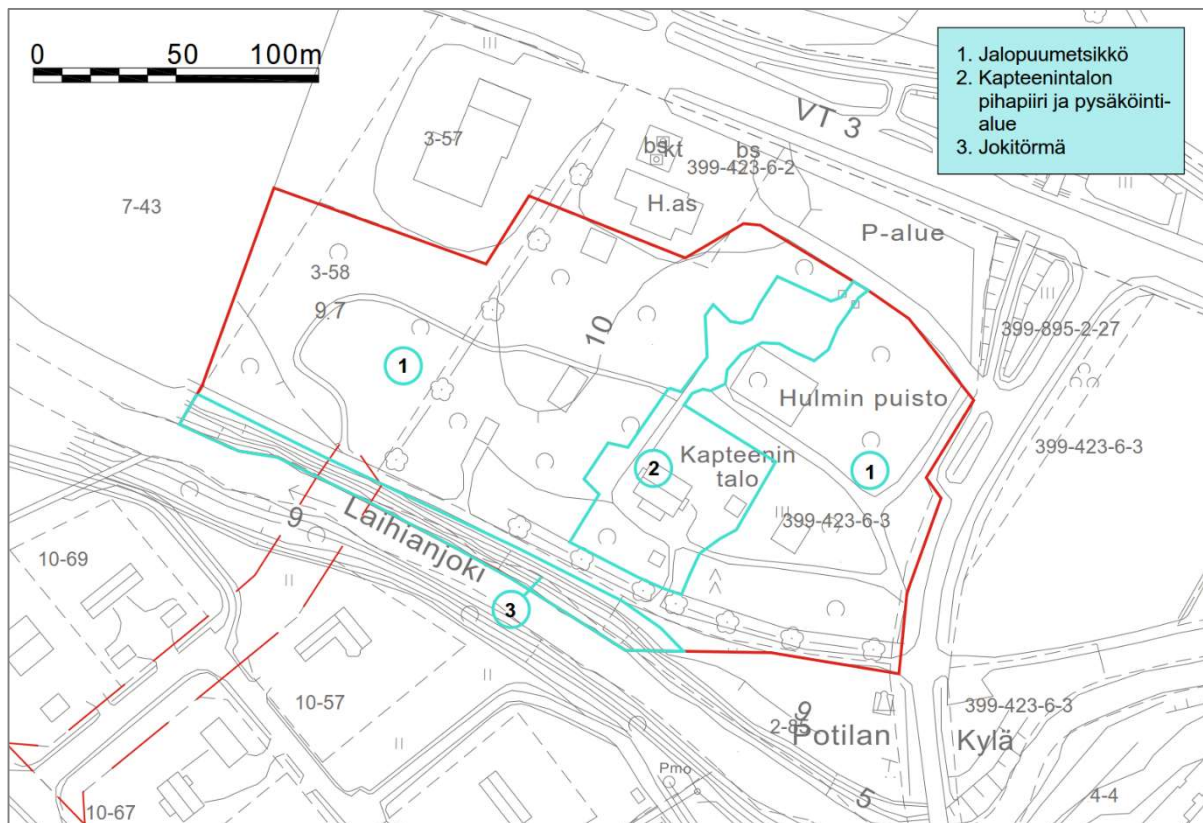 0 50 100m
1. Jalopuumetsikkö
2. Kapteenintalon
pihapiiri ja pysäköinti-
alue
3. Jokitörmä
VT 3
3-57
bs kt
bs
399-423-6-2
7-43
H.as
P-alue
3-58
9.7
10
399-895-2-27
1
Hulmin puisto
399-423-6-3
Kapteenin
talo
2
1
399-423-6-3
9
Laihianjoki
10-69
3
10-57
9
2-85
Potilan Kylä
399-423-6-3
Pmo
5
4-4
10-67